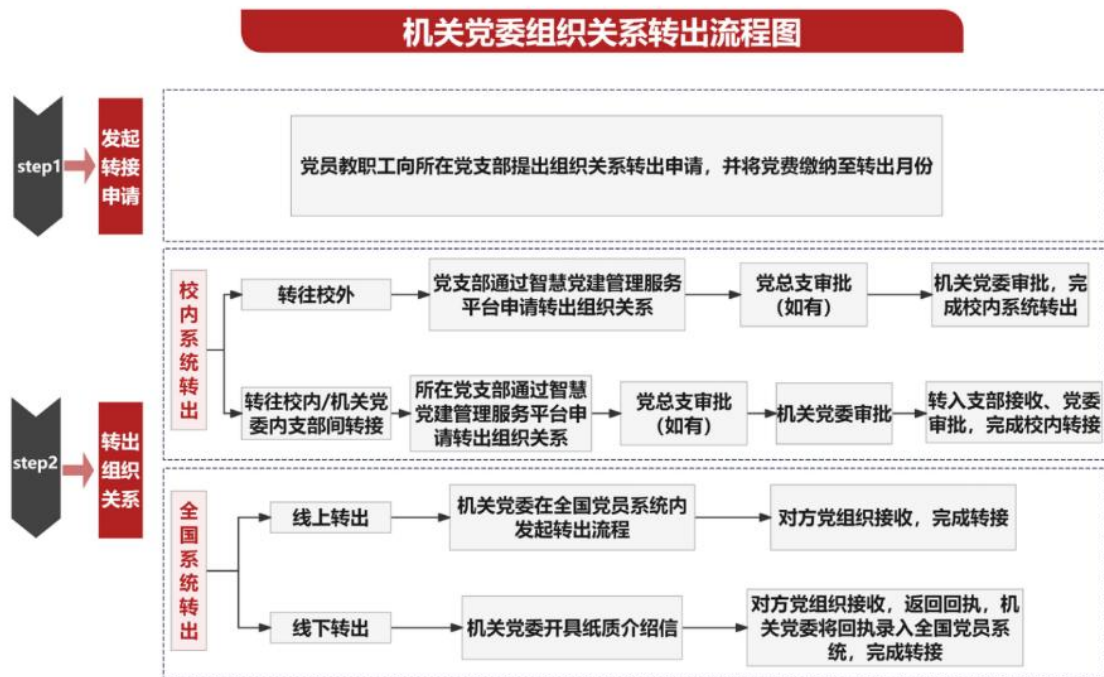 机关党委组织关系转出流程图
step1
发起
转接
申请
党员教职工向所在党支部提出组织关系转出申请，并将党费缴纳至转出月份
step2
转出
组织
关系
校内系统转出
转往校外
党支部通过智慧党建管理服务
平台申请转出组织关系
党总支审批
（如有）
机关党委审批，完
成校内系统转出
转往校内/机关党
委内支部间转接
所在党支部通过智慧
党建管理服务平台申
请转出组织关系
党总支审批
（如有）
机关党委审批
转入支部接收、党委
审批，完成校内转接
全国系统转出
线上转出
机关党委在全国党员系统内
发起转出流程
对方党组织接收，完成转接
线下转出
机关党委开具纸质介绍信
对方党组织接收，返回回执，机
关党委将回执录入全国党员系
统，完成转接